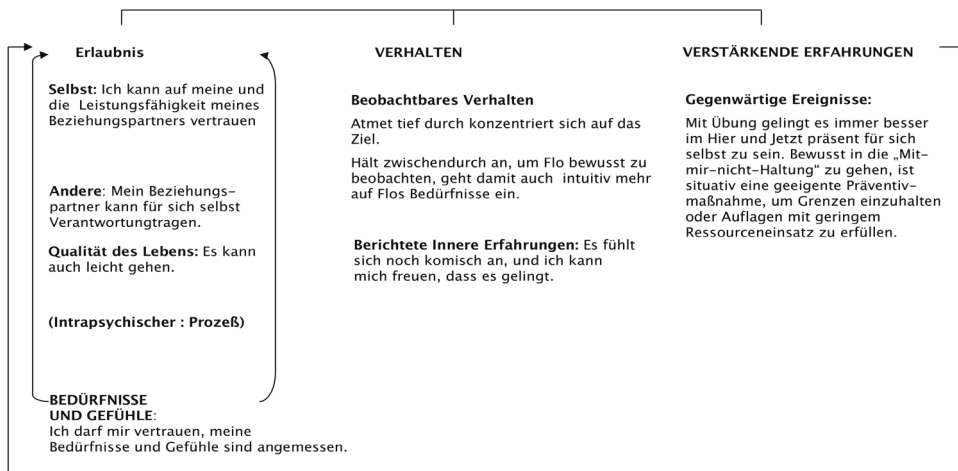 Erlaubnis
Selbst: Ich kann auf meine und
die Leistungsfähigkeit meines
Beziehungspartners vertrauen
Andere: Mein Beziehungs-
partner kann für sich selbst
Verantwortungtragen.
Qualität des Lebens: Es kann
auch leicht gehen.
(Intrapsychischer : Prozeß)
BEDÜRFNISSE
UND GEFÜHLE:
Ich darf mir vertrauen, meine
Bedürfnisse und Gefühle sind angemessen.
VERHALTEN
Beobachtbares Verhalten
Atmet tief durch konzentriert sich auf das
Ziel.
Hält zwischendurch an, um Flo bewusst zu
beobachten, geht damit auch intuitiv mehr
auf Flos Bedürfnisse ein.
Berichtete Innere Erfahrungen: Es fühlt
sich noch komisch an, und ich kann
mich freuen, dass es gelingt.
VERSTÄRKENDE ERFAHRUNGEN
Gegenwärtige Ereignisse:
Mit Übung gelingt es immer besser
im Hier und Jetzt präsent für sich
selbst zu sein. Bewusst in die „Mit-
mir-nicht-Haltung“ zu gehen, ist
situativ eine geeigente Präventiv-
maßnahme, um Grenzen einzuhalten
oder Auflagen mit geringem
Ressourceneinsatz zu erfüllen.